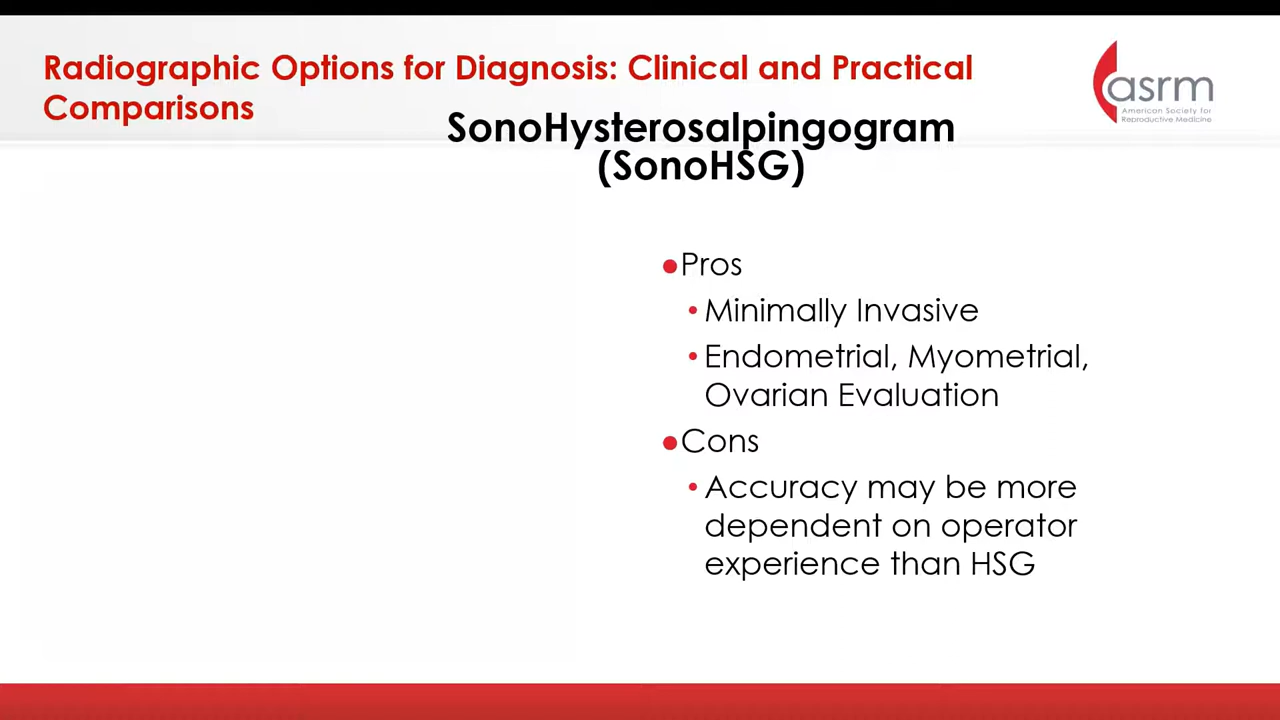 Radiographic Options for Diagnosis: Clinical and Practical
Comparisons
asrm
American Society for
Reproductive Medicine
SonoHysterosalpingogram
(SonoHSG)
●Pros
•Minimally Invasive
•Endometrial, Myometrial,
Ovarian Evaluation
●Cons
•Accuracy may be more
dependent on operator
experience than HSG